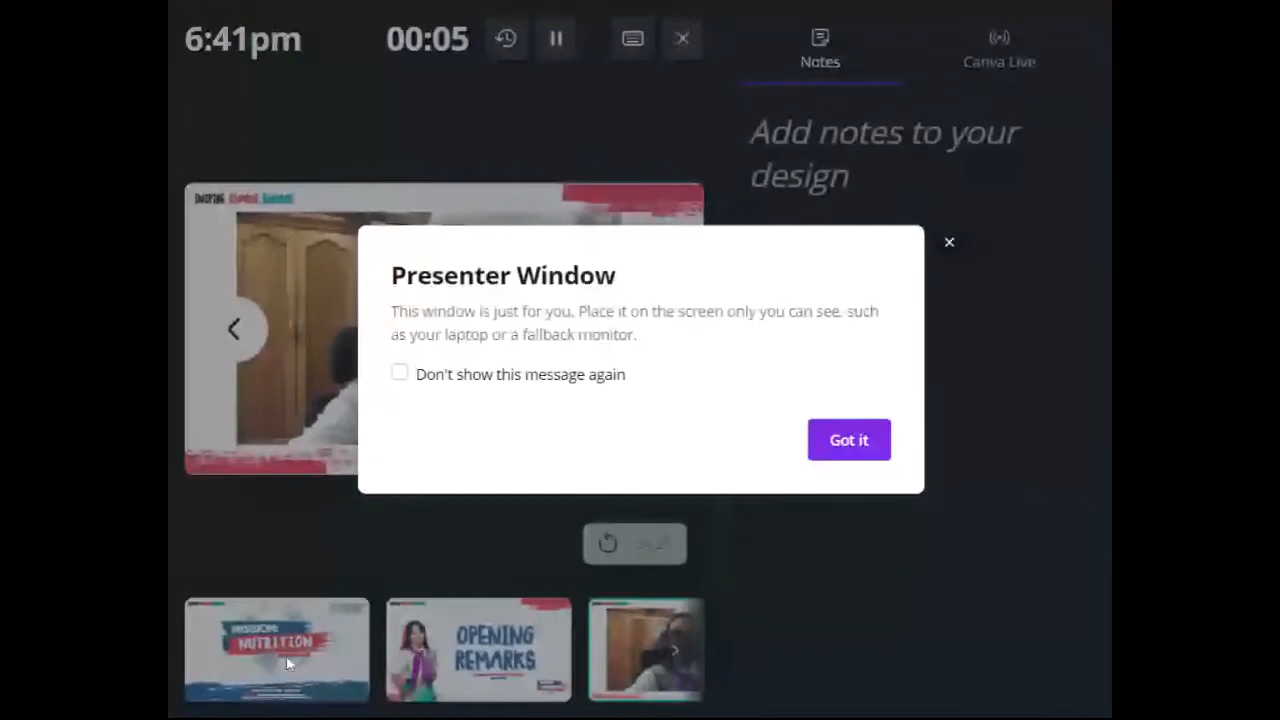 6:41pm
00:05
Notes
Canva Live
Add notes to your
design
Presenter Window
This window is just for you. Place it on the screen only you can see, such
as your laptop or a fallback monitor.
Don't show this message again
Got it
MISSION:
NUTRITION
OPENING
REMARKS